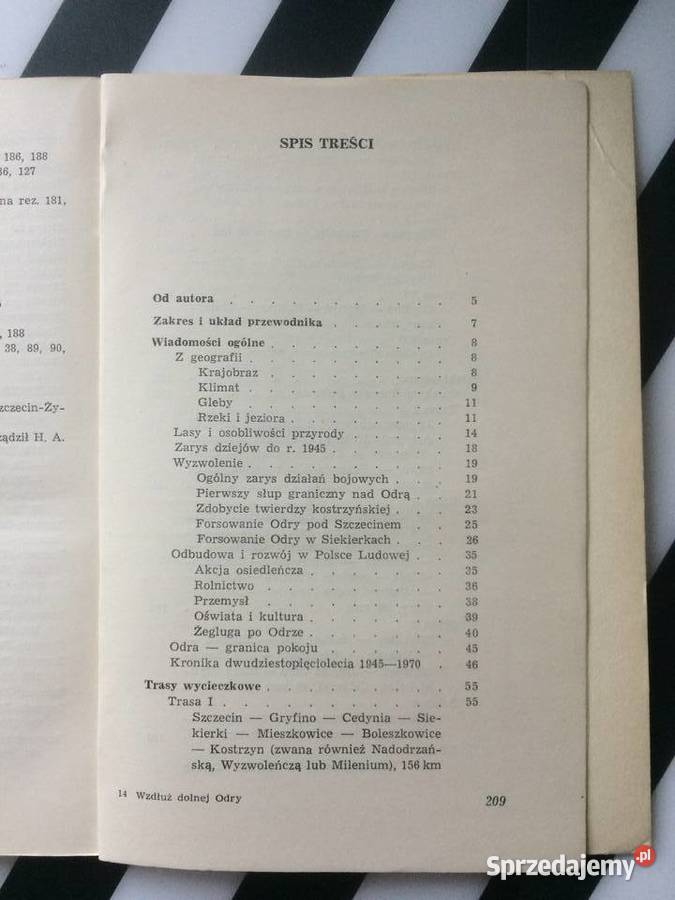 186, 188
36, 127
na rez. 181,
188
38, 89, 90,
zczecin-Ży-
ządził H. A.
SPIS TREŚCI
Od autora . . . . . . . . . . 5
Zakres i układ przewodnika . . . . . 7
Wiadomości ogólne . . . . . . . . 8
Z geografii . . . . . . . . . 8
Krajobraz . . . . . . . . 8
Klimat . . . . . . . . . 9
Gleby . . . . . . . . . 11
Rzeki i jeziora . . . . . . . 11
Lasy i osobliwości przyrody . . . . 14
Zarys dziejów do r. 1945 . . . . . 18
Wyzwolenie . . . . . . . . . 19
Ogólny zarys działań bojowych . . . 19
Pierwszy słup graniczny nad Odrą . . 21
Zdobycie twierdzy kostrzyńskiej . . . 23
Forsowanie Odry pod Szczecinem . . 25
Forsowanie Odry w Siekierkach . . . 26
Odbudowa i rozwój w Polsce Ludowej . . 35
Akcja osiedleńcza . . . . . . 35
Rolnictwo . . . . . . . . 36
Przemysł . . . . . . . . 38
Oświata i kultura . . . . . . 39
Żegluga po Odrze . . . . . . 40
Odra — granica pokoju . . . . . . 45
Kronika dwudziestopięciolecia 1945—1970 . 46
Trasy wycieczkowe . . . . . . . . 55
Trasa I . . . . . . . . . . 55
Szczecin — Gryfino — Cedynia — Sie-
kierki — Mieszkowice — Boleszkowice
— Kostrzyn (zwana również Nadodrzań-
ską, Wyzwoleńczą lub Milenium), 156 km
14 Wzdłuż dolnej Odry 209
Sprzedajemy.pl